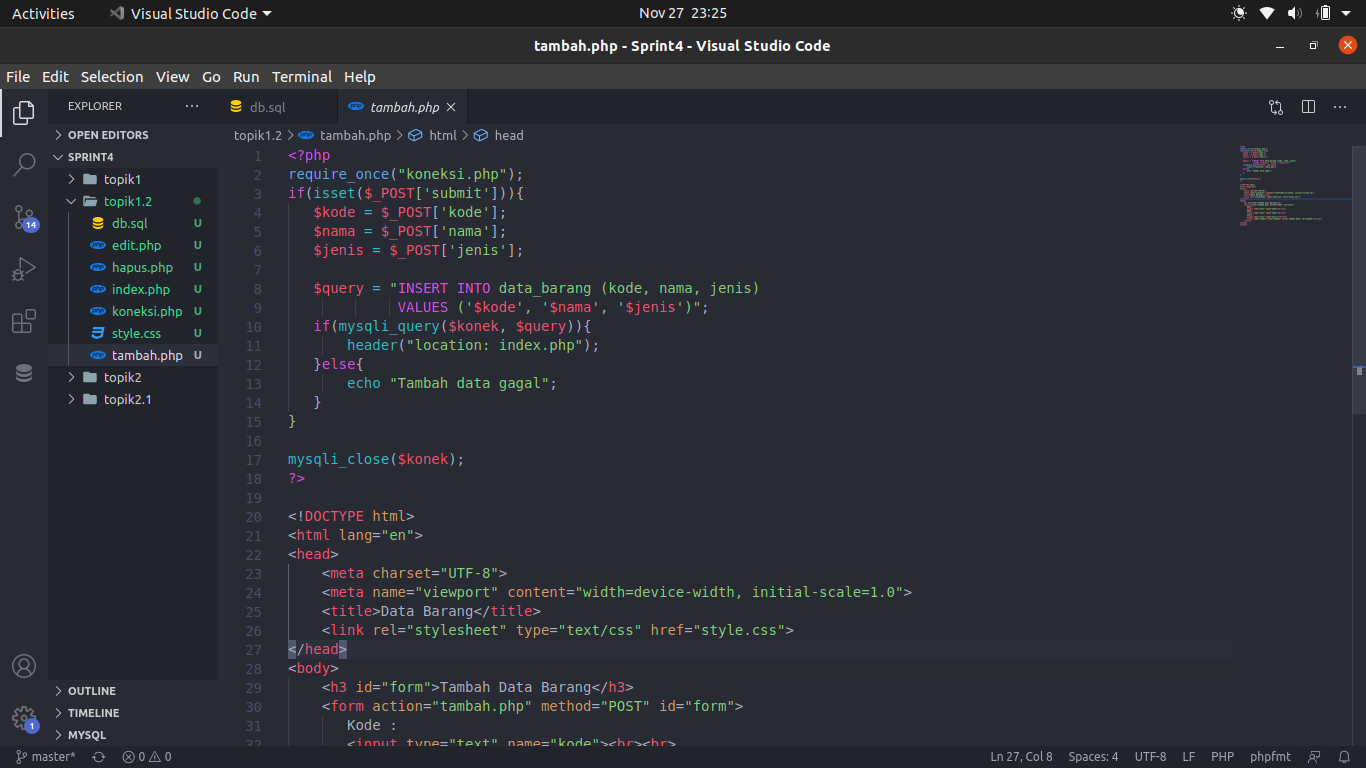 Activities Visual Studio Code Nov 27 23:25
tambah.php - Sprint4 - Visual Studio Code
File Edit Selection View Go Run Terminal Help
EXPLORER
OPEN EDITORS
SPRINT4
topik1
topik1.2
db.sql U
edit.php U
hapus.php U
index.php U
koneksi.php U
style.css U
tambah.php U
topik2
topik2.1
OUTLINE
TIMELINE
MYSQL
14
1
db.sql tambah.php
topik1.2 > tambah.php > html > head
1 <?php
2 require_once("koneksi.php");
3 if(isset($_POST['submit'])){
4 $kode = $_POST['kode'];
5 $nama = $_POST['nama'];
6 $jenis = $_POST['jenis'];
7
8 $query = "INSERT INTO data_barang (kode, nama, jenis)
9 VALUES ('$kode', '$nama', '$jenis')";
10 if(mysqli_query($konek, $query)){
11 header("location: index.php");
12 }else{
13 echo "Tambah data gagal";
14 }
15 }
16
17 mysqli_close($konek);
18 ?>
19
20 <!DOCTYPE html>
21 <html lang="en">
22 <head>
23 <meta charset="UTF-8">
24 <meta name="viewport" content="width=device-width, initial-scale=1.0">
25 <title>Data Barang</title>
26 <link rel="stylesheet" type="text/css" href="style.css">
27 </head>
28 <body>
29 <h3 id="form">Tambah Data Barang</h3>
30 <form action="tambah.php" method="POST" id="form">
31 Kode :
32 <input type="text" name="kode"><br><br>
master* 0 0 Ln 27, Col 8 Spaces: 4 UTF-8 LF PHP phpfmt